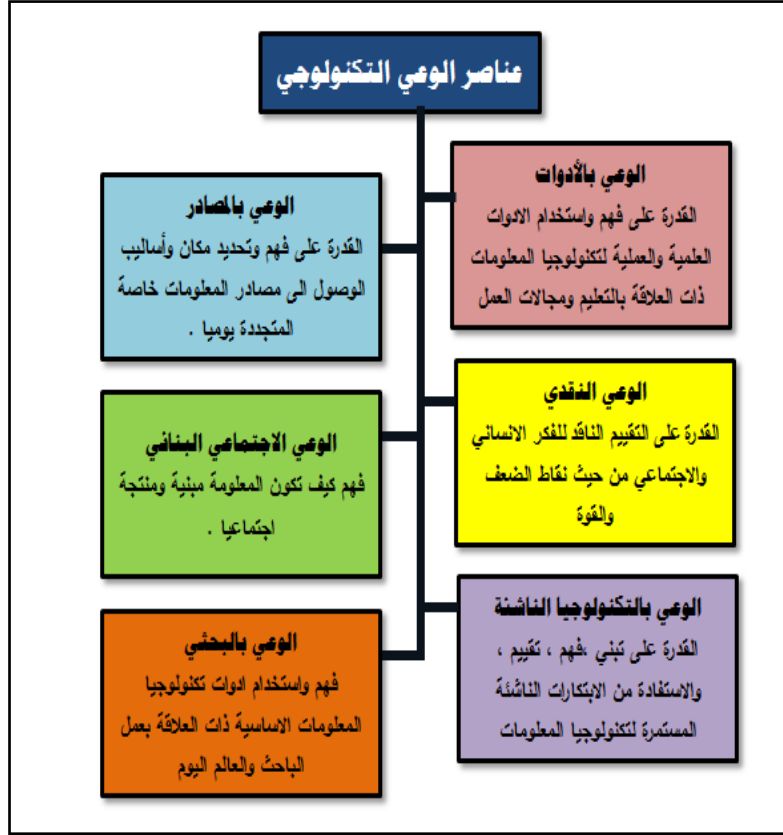 عناصر الوعي التكنولوجي
الوعي بالأدوات
القدرة على فهم واستخدام الادوات
العلمية والعملية لتكنولوجيا المعلومات
ذات العلاقة بالتعليم ومجالات العمل
الوعي بالمصادر
القدرة على فهم وتحديد مكان وأساليب
الوصول الى مصادر المعلومات خاصة
المتجددة يوميا .
الوعي النقدي
القدرة على التقييم الناقد للفكر الانساني
والاجتماعي من حيث نقاط الضعف
والقوة
الوعي الاجتماعي البنائي
فهم كيف تكون المعلومة مبنية ومنتجة
اجتماعيا .
الوعي بالتكنولوجيا الناشئة
القدرة على تبني ،فهم ، تقييم ،
والاستفادة من الابتكارات الناشئة
المستمرة لتكنولوجيا المعلومات
الوعي بالبحثي
فهم واستخدام ادوات تكنولوجيا
المعلومات الاساسية ذات العلاقة بعمل
الباحث والعالم اليوم